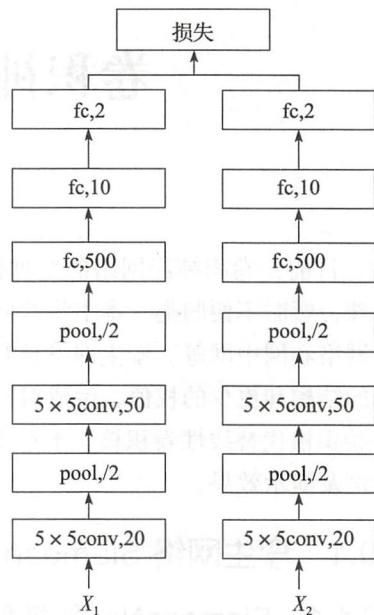 损失
fc,2 fc,2
fc,10 fc,10
fc,500 fc,500
pool,/2 pool,/2
5×5conv,50 5×5conv,50
pool,/2 pool,/2
5×5conv,20 5×5conv,20
X₁ X₂